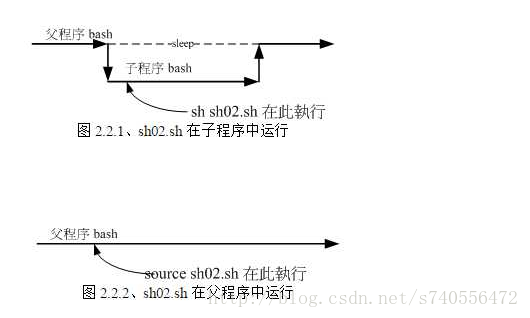 父程序 bash
sleep
子程序 bash
sh sh02.sh 在此執行
图 2.2.1、sh02.sh 在子程序中运行
父程序 bash
source sh02.sh 在此執行
图 2.2.2、sh02.sh 在父程序中运行
http://blog.csdn.net/s740556472